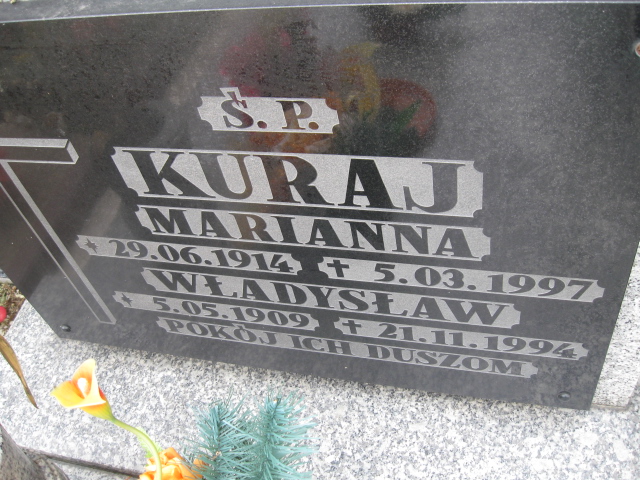 Ś. P.
KURAJ
MARIANNA
* 29.06.1914 + 5.03.1997
WŁADYSŁAW
* 5.05.1909 + 21.11.1994
POKÓJ ICH DUSZOM